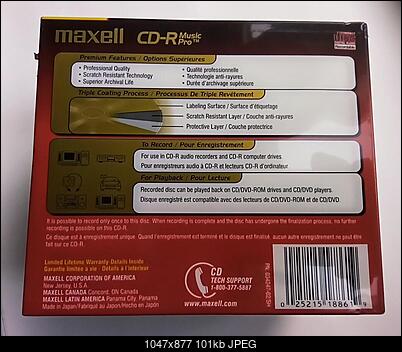 maxell CD-R Music Pro™
Premium Features / Options Supérieures
• Professional Quality
• Scratch Resistant Technology
• Superior Archival Life
• Qualité professionnelle
• Technologie anti-rayures
• Durée d'archivage supérieure
Triple Coating Process / Processus De Triple Revêtement
Labeling Surface / Surface d'étiquetage
Scratch Resistant Layer / Couche anti-rayures
Protective Layer / Couche protectrice
To Record / Pour Enregistrement
For use in CD-R audio recorders and CD-R computer drives
Pour enregistreurs audio à CD-R et lecteurs CD-R d'ordinateur
For Playback / Pour Lecture
Recorded disc can be played back on CD/DVD-ROM drives and CD/DVD players.
Disque enregistré est compatible avec des lecteurs de CD/DVD-ROM et de CD/DVD.
It is possible to record only once to this disc. When recording is complete and the disc has undergone the finalization process, no further
recording is possible on this CD-R.
Ce disque est à enregistrement unique. Quand l'enregistrement est terminé et le disque est finalisé, aucun autre enregistrement ne peut être
fait sur ce CD-R.
Limited Lifetime Warranty-Details Inside
Garantie limitée à vie - Détails à l'intérieur
MAXELL CORPORATION OF AMERICA
New Jersey, U.S.A.
MAXELL CANADA Concord, ON Canada
MAXELL LATIN AMERICA Panama City, Panama
Made in Japan/Fabriqué au Japon/Hecho en Japon
CD
TECH SUPPORT
1-800-377-5887
www.maxell.com
0 25215 18861 9
1047x877 101kb JPEG